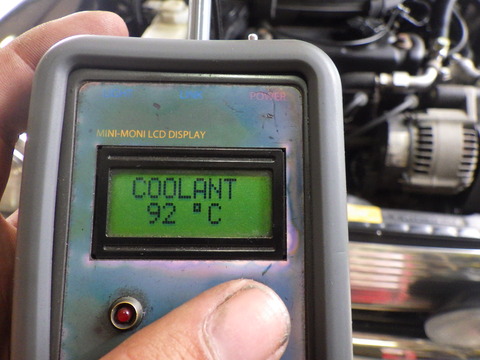 POWER
MINI-MONI LCD DISPLAY
COOLANT
92 °C